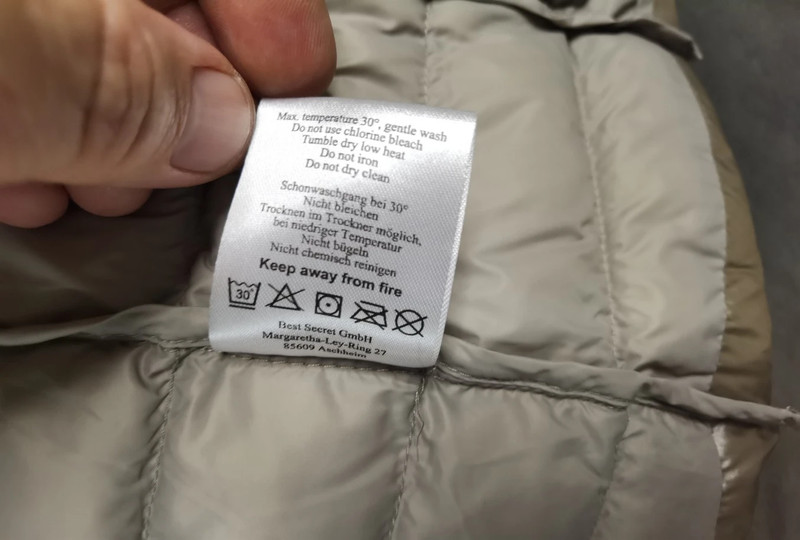 Max. temperature 30°, gentle wash
Do not use chlorine bleach
Tumble dry low heat
Do not iron
Do not dry clean
Schonwaschgang bei 30°
Nicht bleichen
Trocknen im Trockner möglich,
bei niedriger Temperatur
Nicht bügeln
Nicht chemisch reinigen
Keep away from fire
30°
Best Secret GmbH
Margaretha-Ley-Ring 27
85609 Aschheim